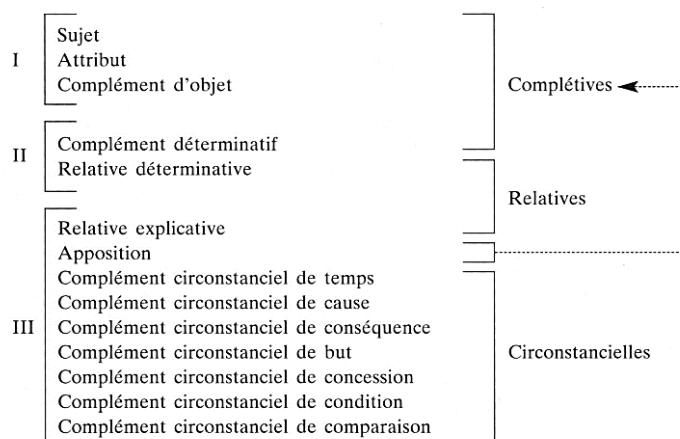 Sujet
I Attribut
Complément d'objet
Complétives
II Complément déterminatif
Relative déterminative
Relatives
Relative explicative
Apposition
Complément circonstanciel de temps
Complément circonstanciel de cause
III Complément circonstanciel de conséquence
Complément circonstanciel de but
Circonstancielles
Complément circonstanciel de concession
Complément circonstanciel de condition
Complément circonstanciel de comparaison